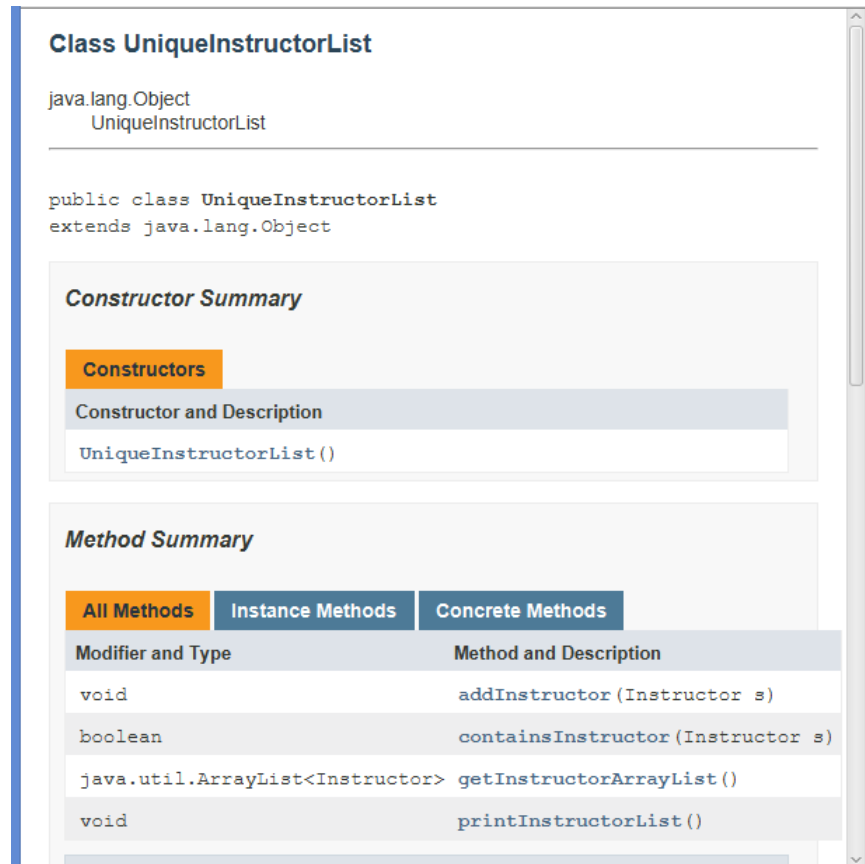 Class UniqueInstructorList
java.lang.Object
UniqueInstructorList
public class UniqueInstructorList
extends java.lang.Object
Constructor Summary
Constructors
Constructor and Description
UniqueInstructorList()
Method Summary
All Methods Instance Methods Concrete Methods
Modifier and Type Method and Description
void addInstructor(Instructor s)
boolean containsInstructor(Instructor s)
java.util.ArrayList<Instructor> getInstructorArrayList()
void printInstructorList()